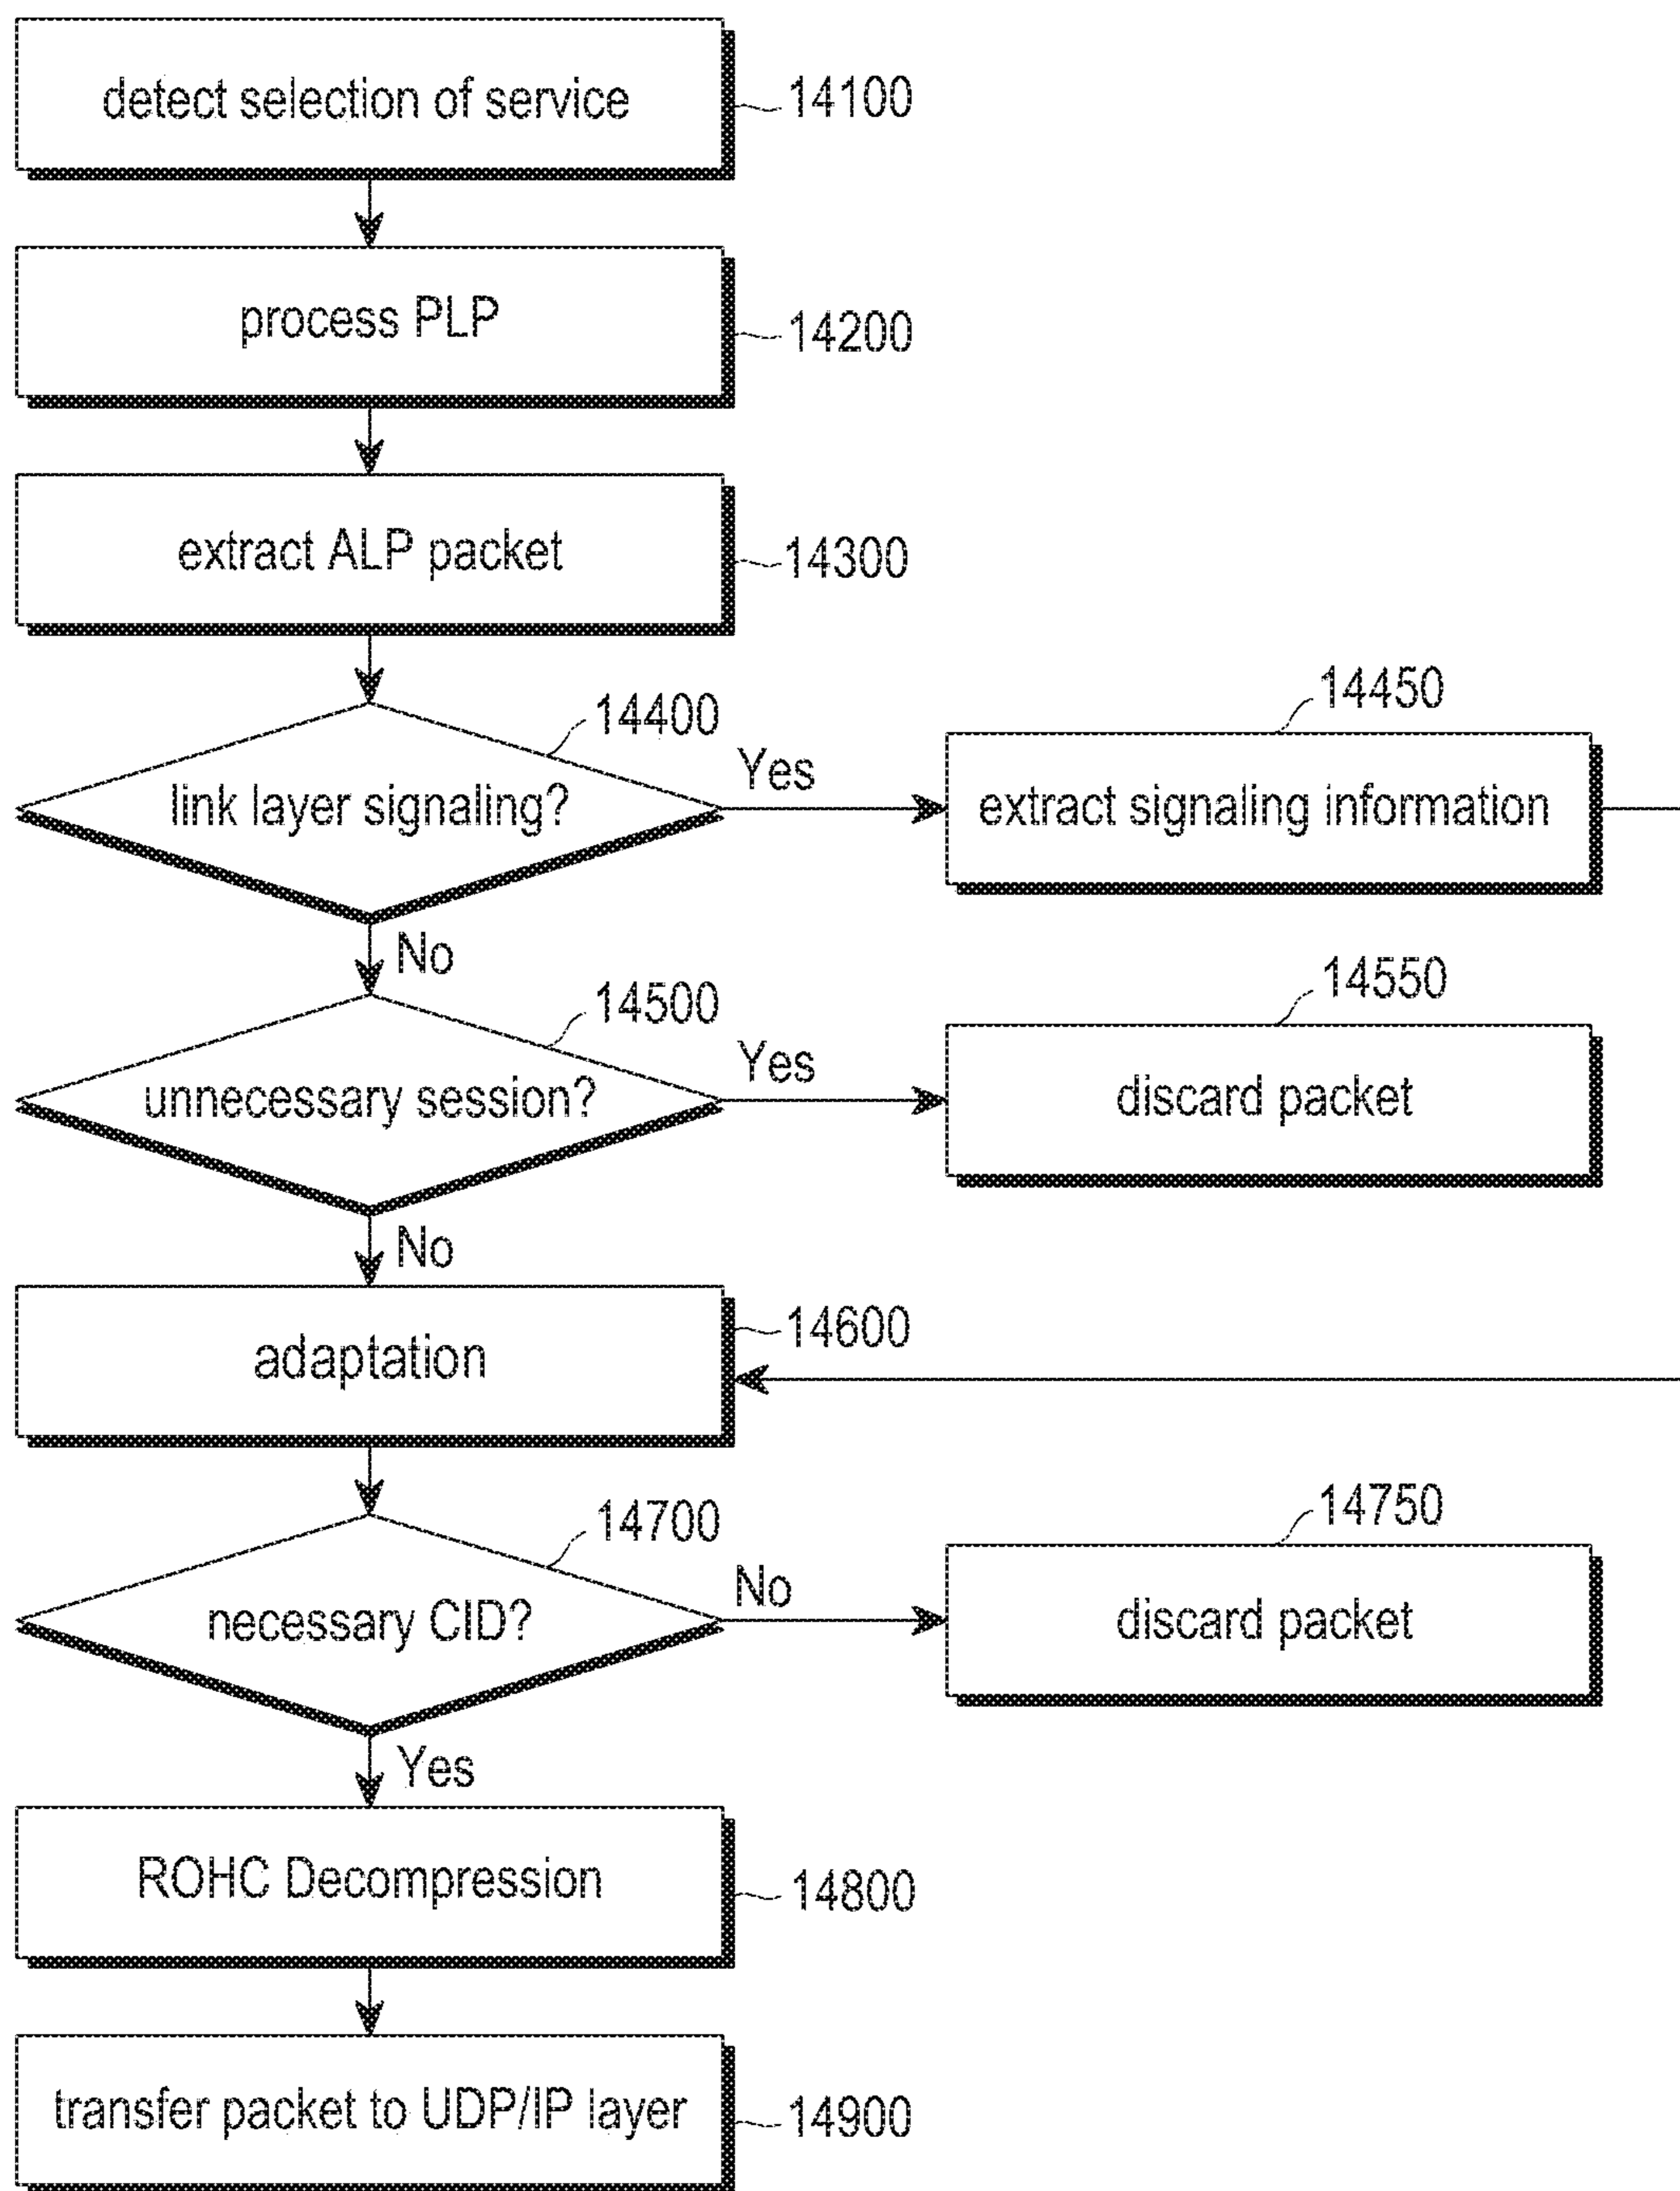 detect selection of service
14100
process PLP
14200
extract ALP packet
14300
14400
link layer signaling?
Yes
14450
extract signaling information
No
14500
unnecessary session?
Yes
14550
discard packet
No
adaptation
14600
14700
necessary CID?
No
14750
discard packet
Yes
ROHC Decompression
14800
transfer packet to UDP/IP layer
14900